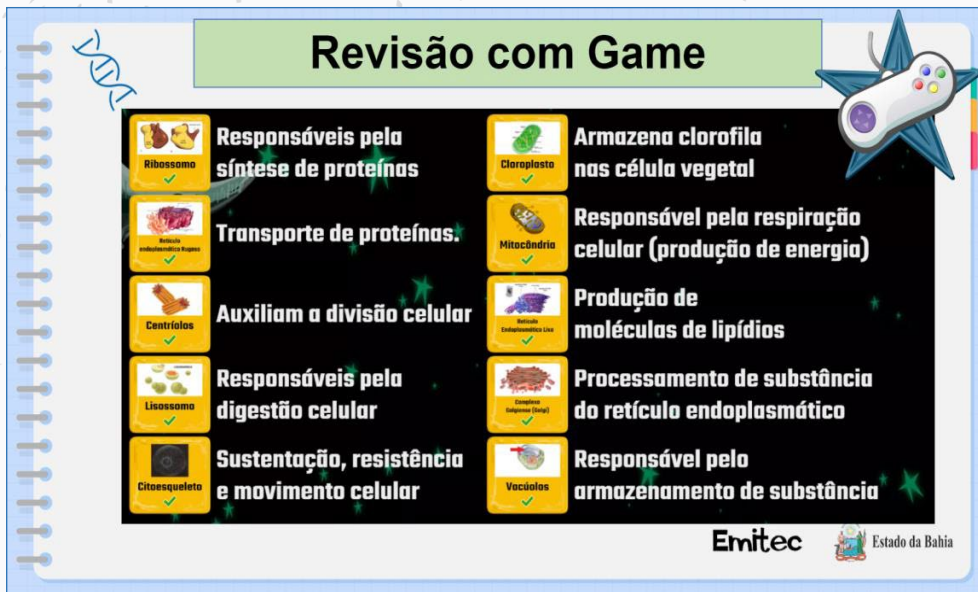 Revisão com Game
Ribossomo
Responsáveis pela
síntese de proteínas
Retículo
endoplasmático Rugoso
Transporte de proteínas.
Centríolos
Auxiliam a divisão celular
Lisossomo
Responsáveis pela
digestão celular
Citoesqueleto
Sustentação, resistência
e movimento celular
Cloroplasto
Armazena clorofila
nas célula vegetal
Mitocôndria
Responsável pela respiração
celular (produção de energia)
Retículo
Endoplasmático Liso
Produção de
moléculas de lipídios
Complexo
Golgiense (Golgi)
Processamento de substância
do retículo endoplasmático
Vacúolos
Responsável pelo
armazenamento de substância
Emitec
Estado da Bahia